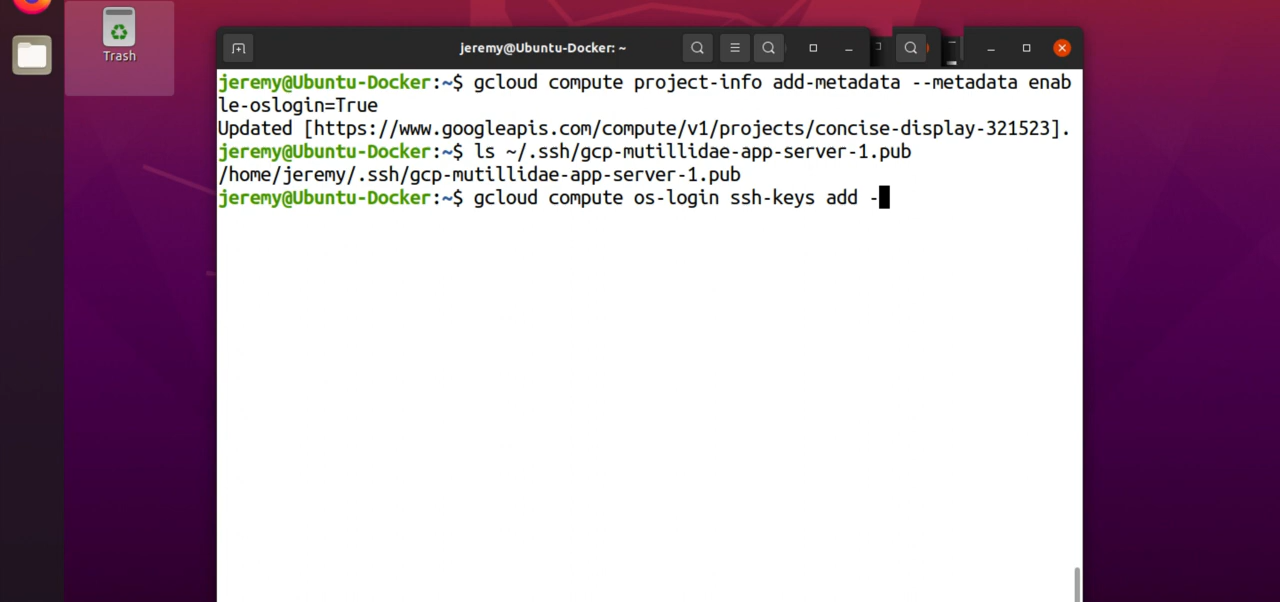 Trash
jeremy@Ubuntu-Docker: ~
jeremy@Ubuntu-Docker:~$ gcloud compute project-info add-metadata --metadata enab
le-oslogin=True
Updated [https://www.googleapis.com/compute/v1/projects/concise-display-321523].
jeremy@Ubuntu-Docker:~$ ls ~/.ssh/gcp-mutillidae-app-server-1.pub
/home/jeremy/.ssh/gcp-mutillidae-app-server-1.pub
jeremy@Ubuntu-Docker:~$ gcloud compute os-login ssh-keys add -